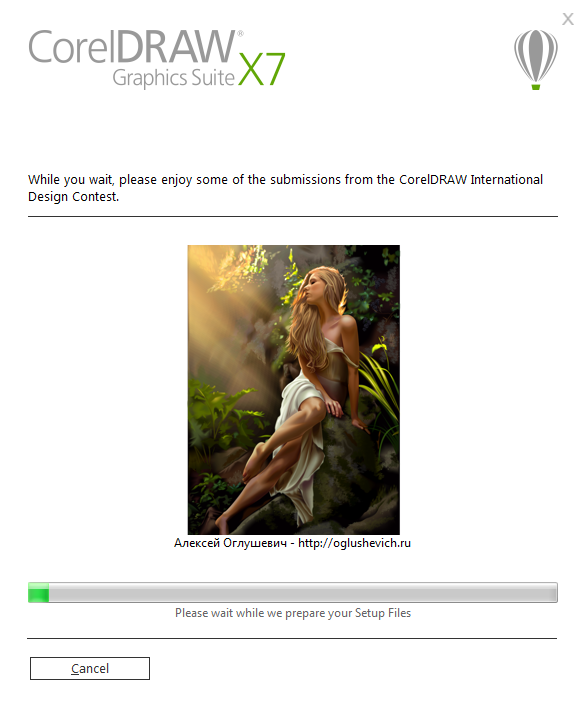 x
CorelDRAW®
Graphics Suite X7
While you wait, please enjoy some of the submissions from the CorelDRAW International
Design Contest.
Алексей Оглушевич - http://oglushevich.ru
Please wait while we prepare your Setup Files
Cancel